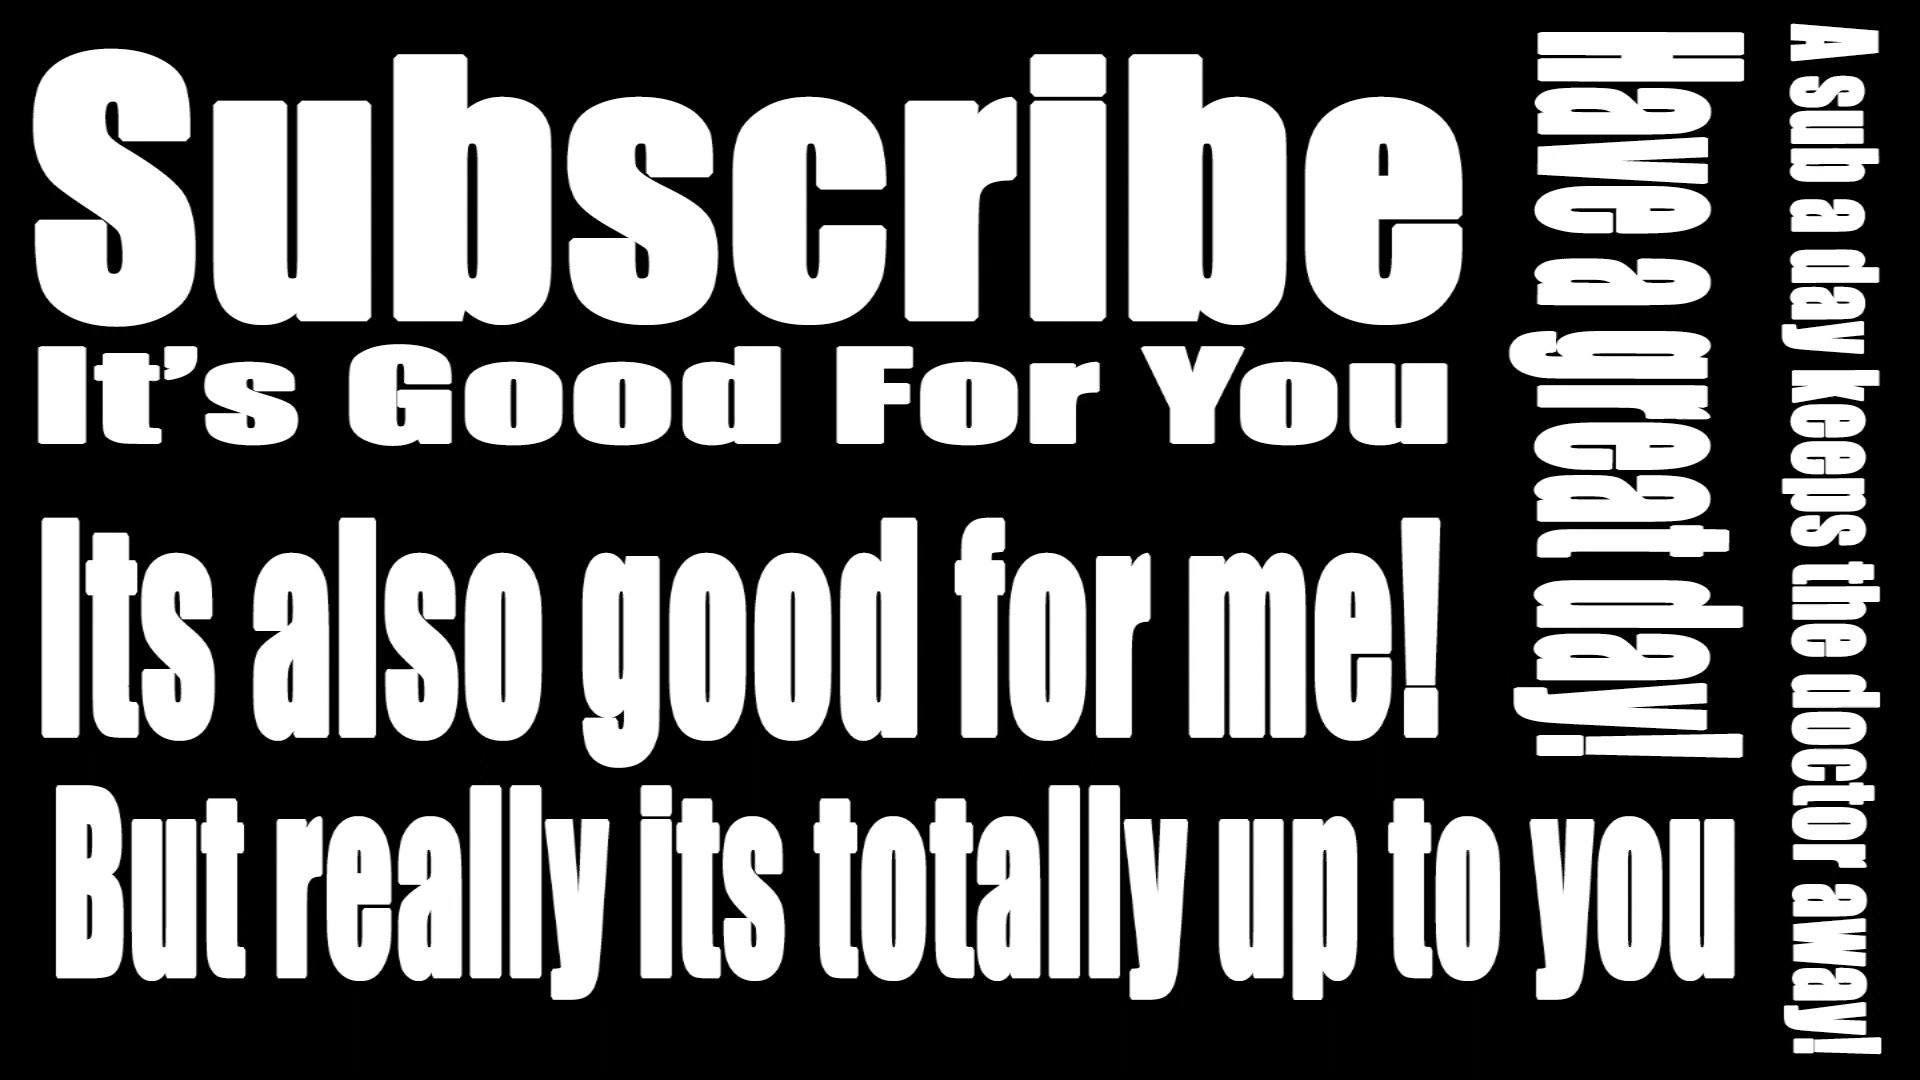 Subscribe
It’s Good For You
Its also good for me!
But really its totally up to you
Have a great day!
A sub a day keeps the doctor away!